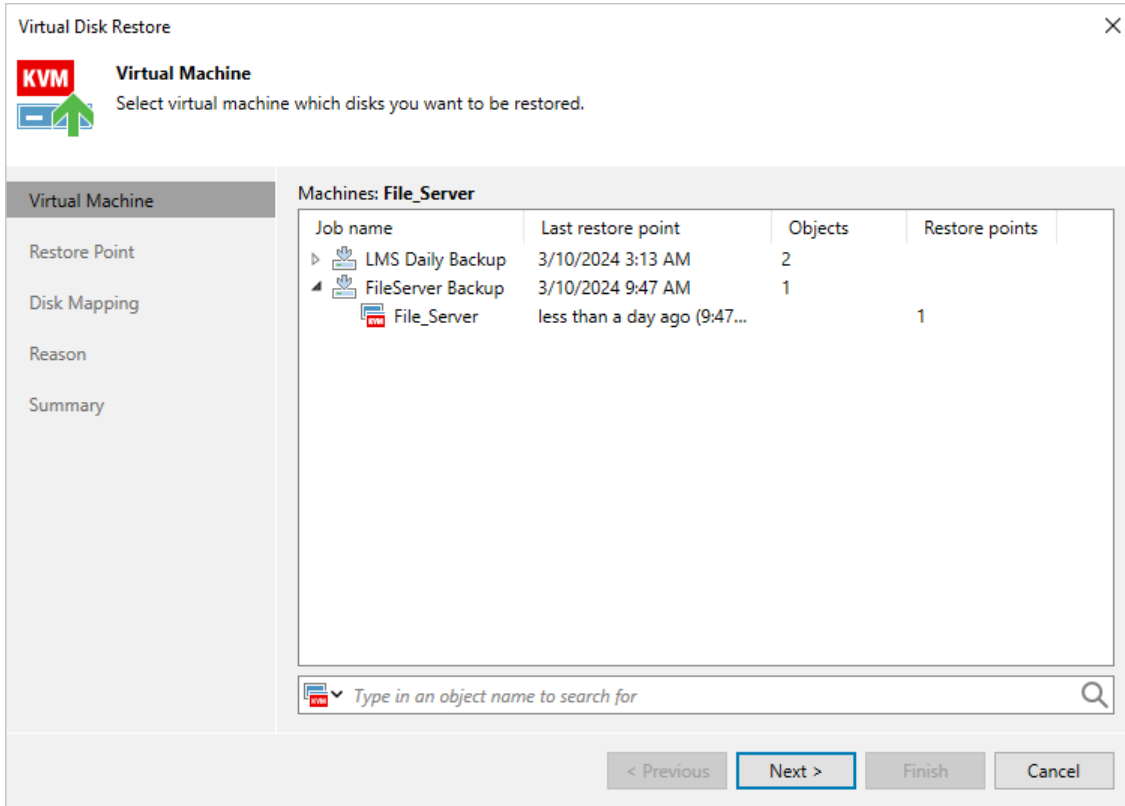 Virtual Disk Restore
KVM
Virtual Machine
Select virtual machine which disks you want to be restored.
Virtual Machine
Restore Point
Disk Mapping
Reason
Summary
Machines: File_Server
Job name Last restore point Objects Restore points
LMS Daily Backup 3/10/2024 3:13 AM 2
FileServer Backup 3/10/2024 9:47 AM 1
KVM File_Server less than a day ago (9:47... 1
KVM Type in an object name to search for
< Previous Next > Finish Cancel